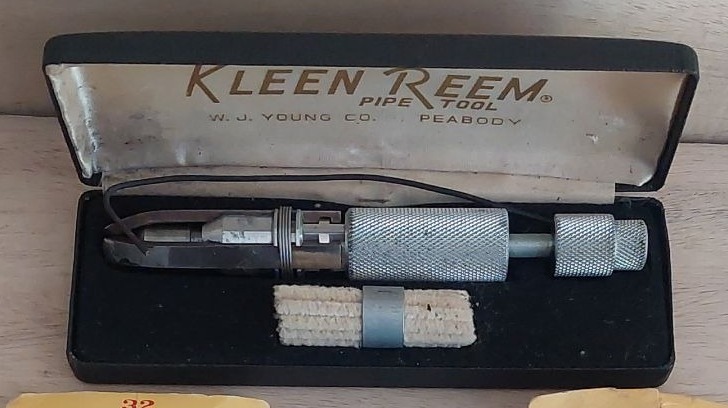 KLEEN REEM®
PIPE TOOL
W. J. YOUNG CO. PEABODY
32